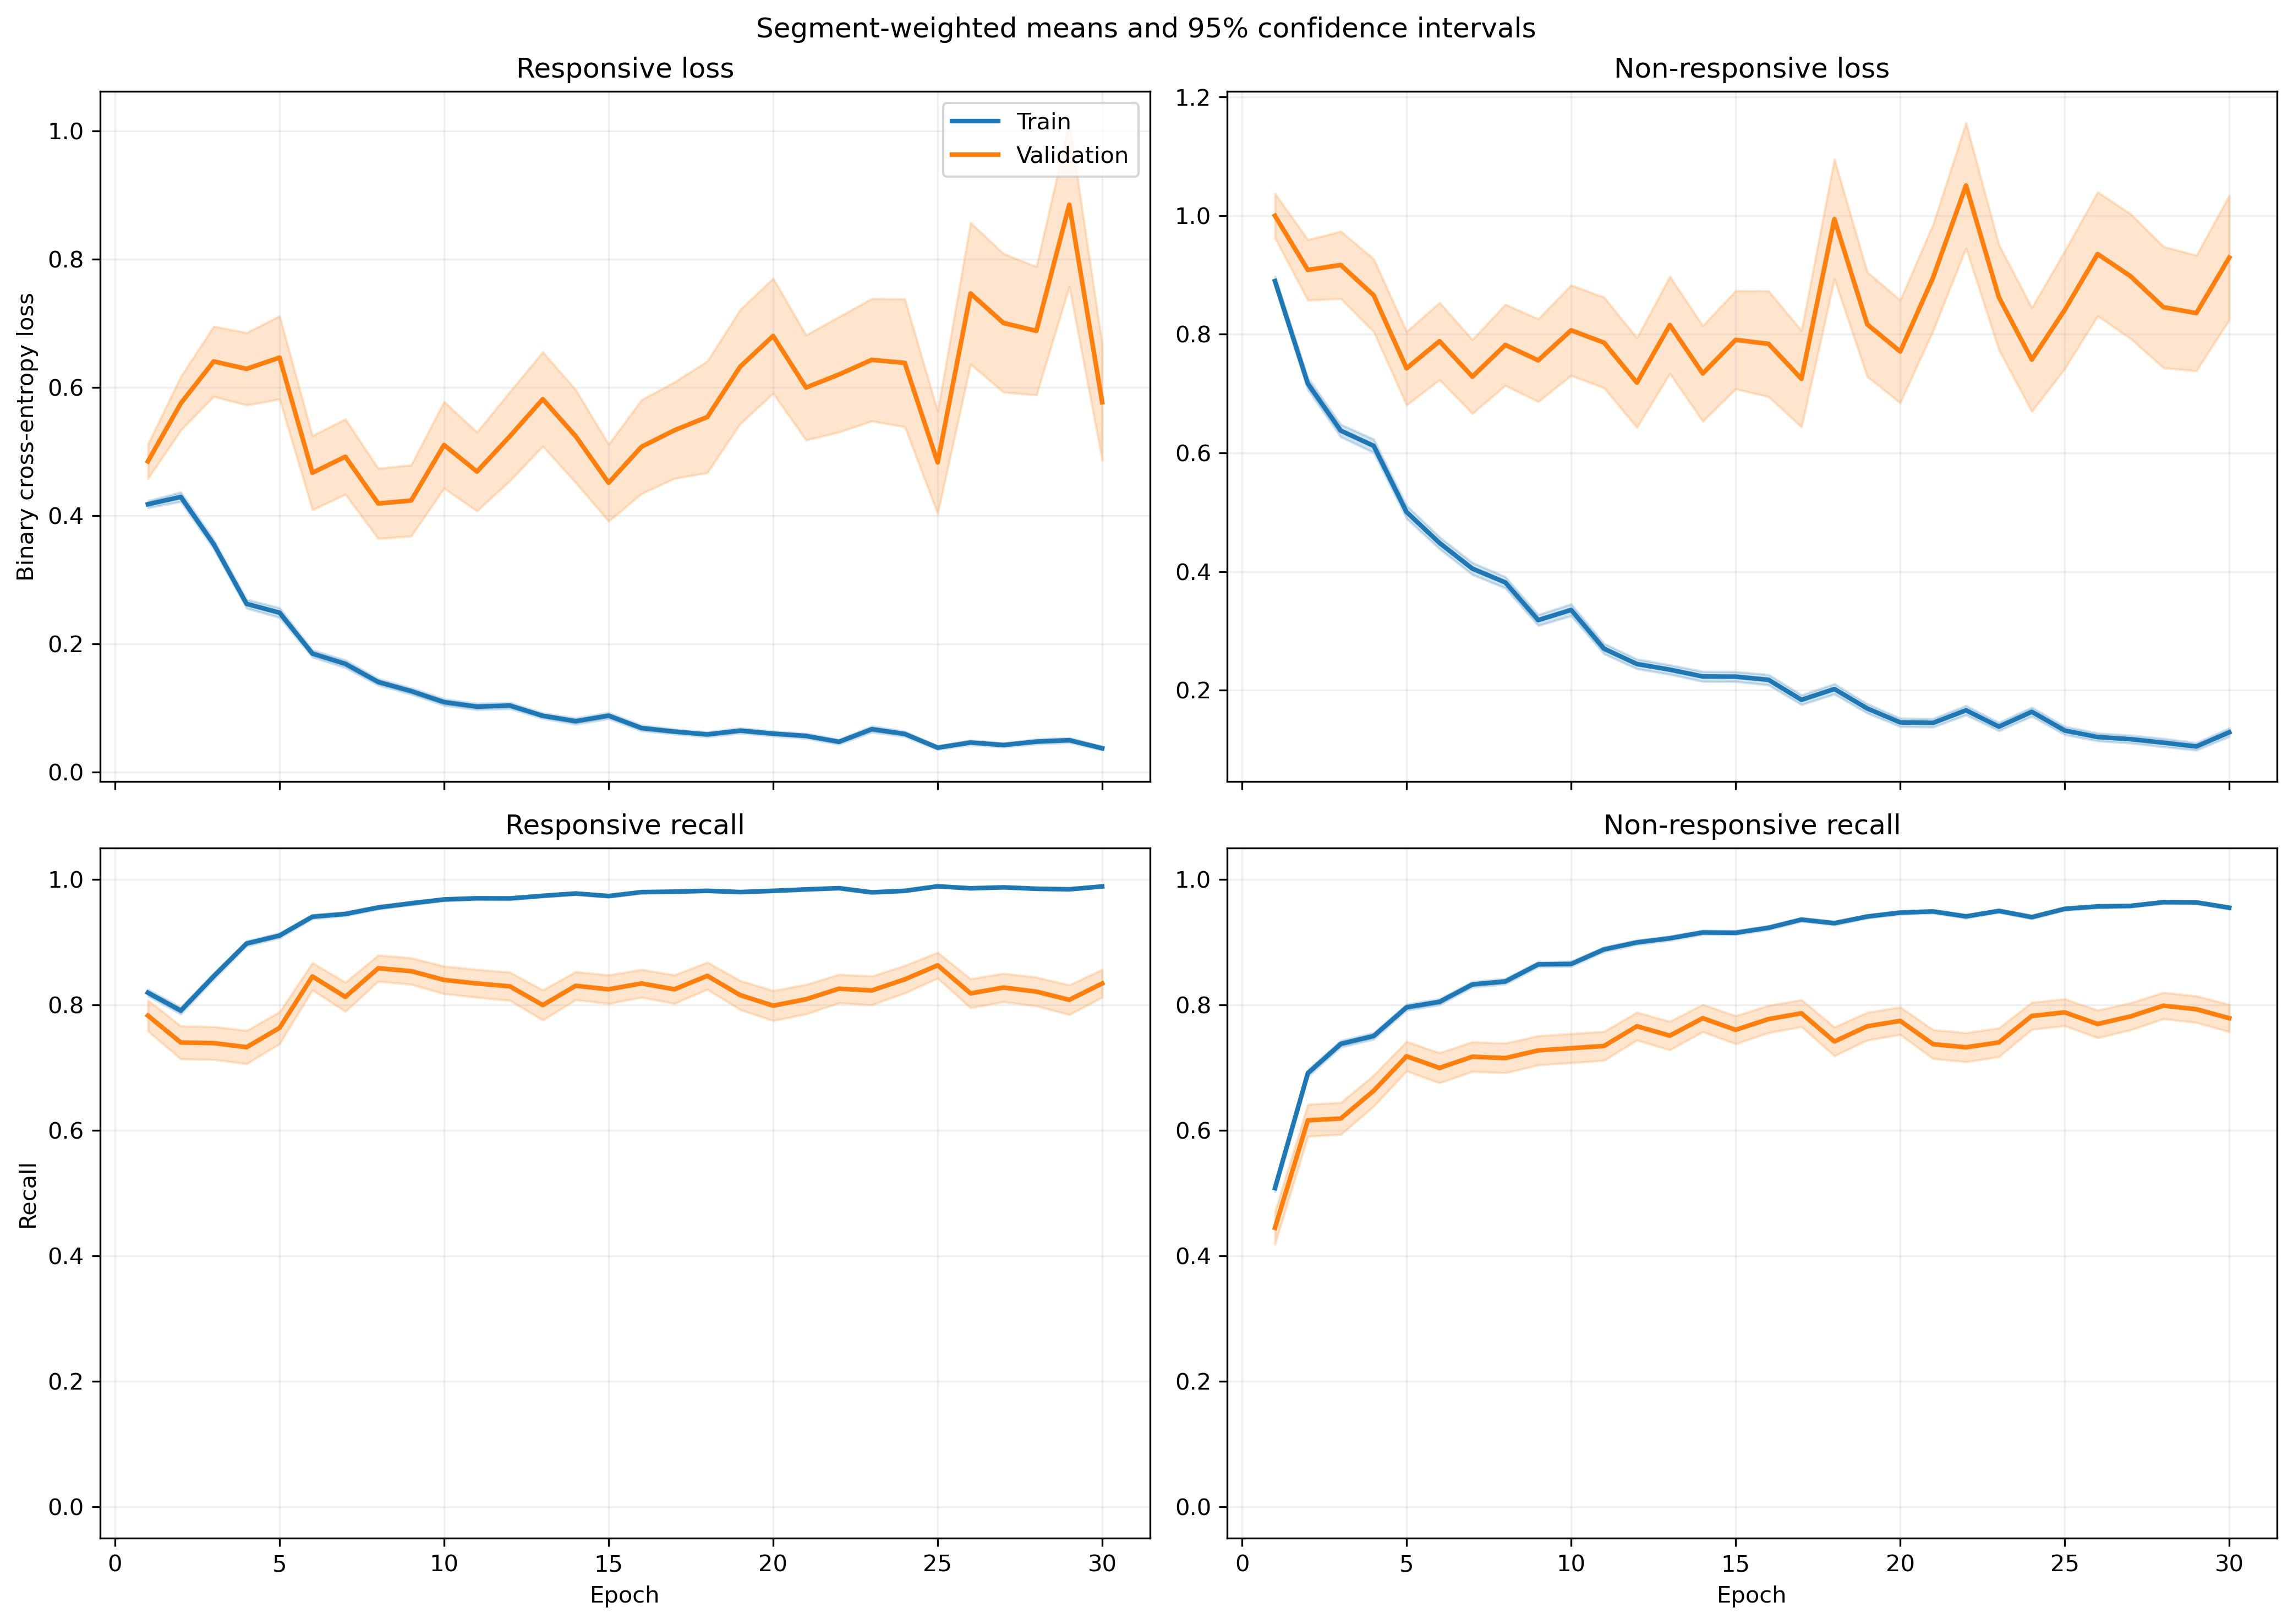 Segment-weighted means and 95% confidence intervals
Responsive loss
Non-responsive loss
Binary cross-entropy loss
1.0
0.8
0.6
0.4
0.2
0.0
Train
Validation
1.2
1.0
0.8
0.6
0.4
0.2
Responsive recall
Non-responsive recall
Recall
1.0
0.8
0.6
0.4
0.2
0.0
0 5 10 15 20 25 30
Epoch
1.0
0.8
0.6
0.4
0.2
0.0
0 5 10 15 20 25 30
Epoch